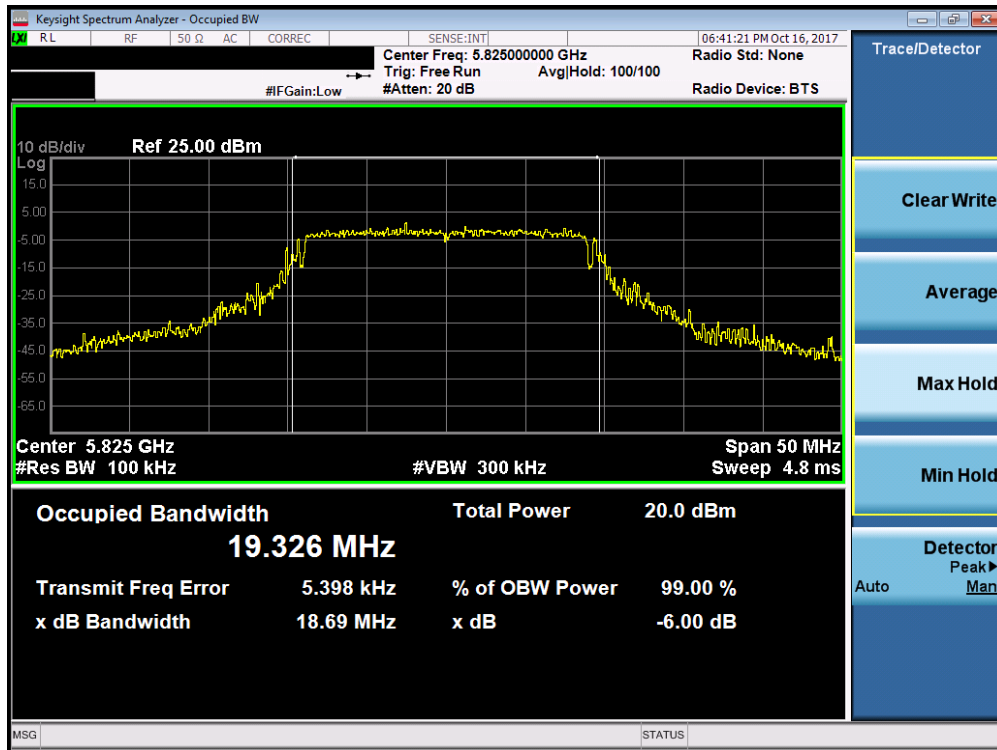 Keysight Spectrum Analyzer - Occupied BW
LXI RL RF 50 Ω AC CORREC SENSE:INT 06:41:21 PM Oct 16, 2017
Center Freq: 5.825000000 GHz Radio Std: None
Trig: Free Run Avg|Hold: 100/100
#IFGain:Low #Atten: 20 dB Radio Device: BTS
10 dB/div Ref 25.00 dBm
Log
15.0
5.00
-5.00
-15.0
-25.0
-35.0
-45.0
-55.0
-65.0
Center 5.825 GHz Span 50 MHz
#Res BW 100 kHz #VBW 300 kHz Sweep 4.8 ms
Occupied Bandwidth Total Power 20.0 dBm
19.326 MHz
Transmit Freq Error 5.398 kHz % of OBW Power 99.00 %
x dB Bandwidth 18.69 MHz x dB -6.00 dB
MSG STATUS
Trace/Detector
Clear Write
Average
Max Hold
Min Hold
Detector
Peak▶
Auto Man